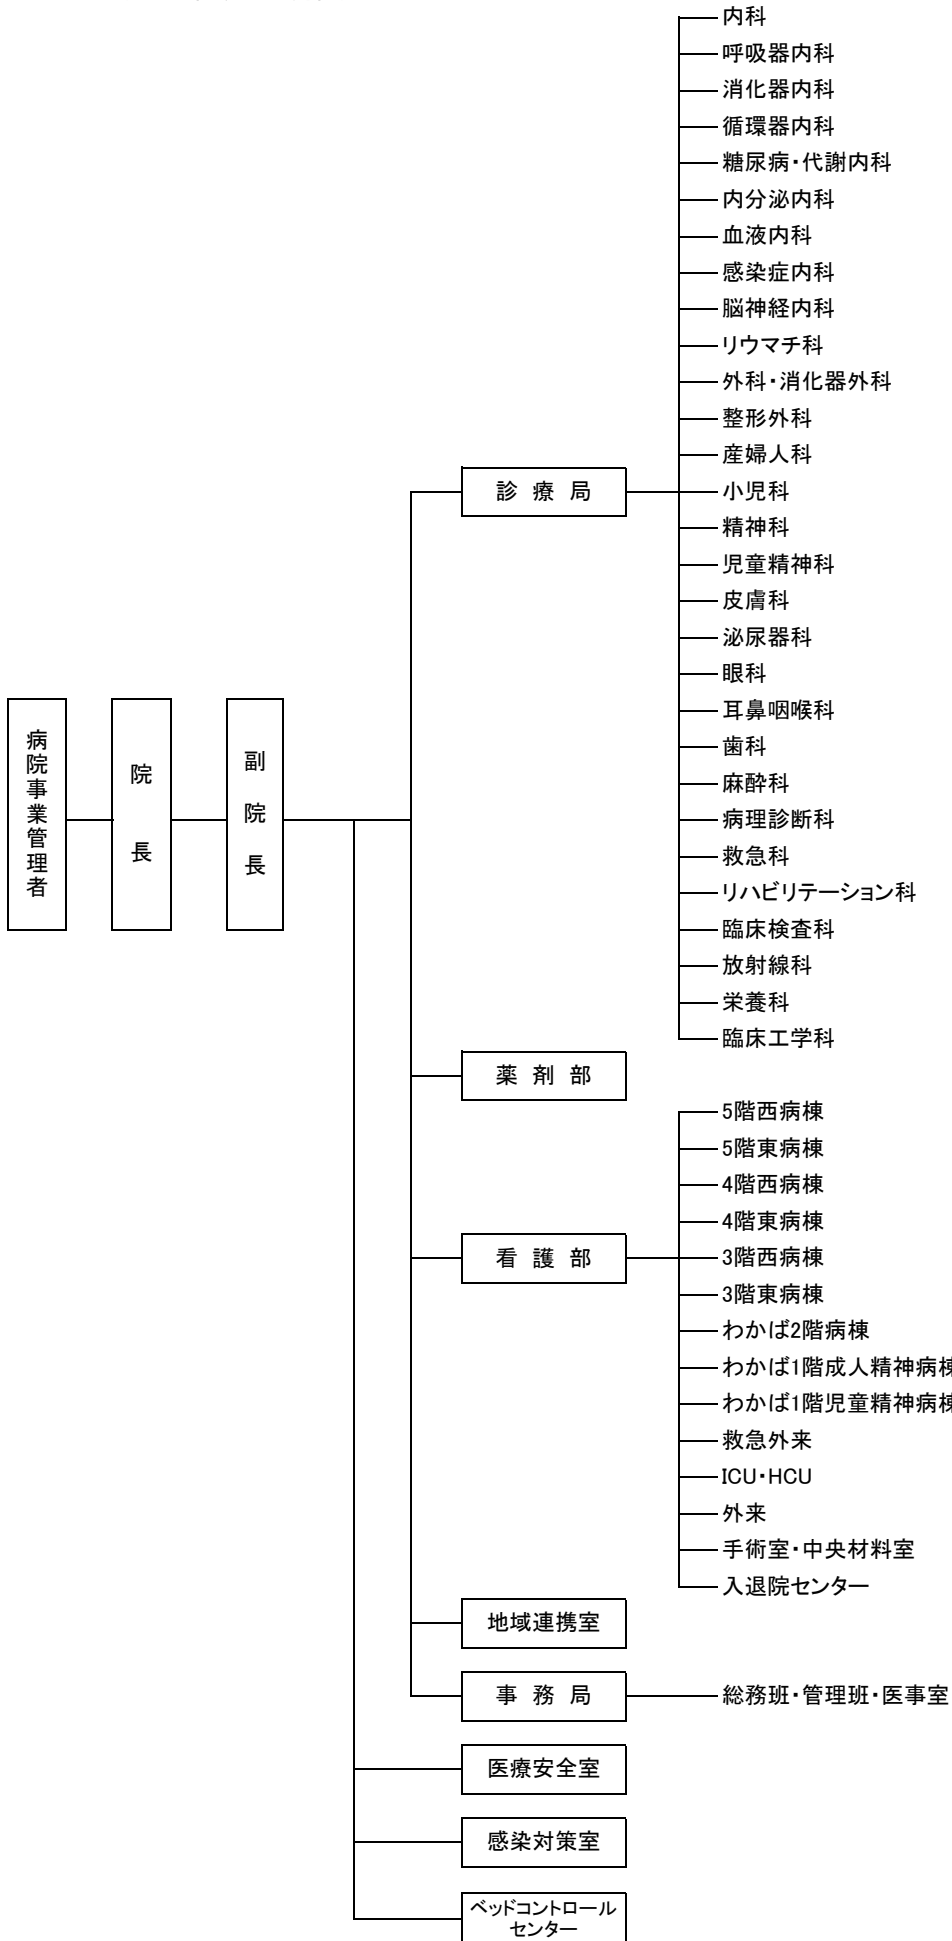 内科
呼吸器内科
消化器内科
循環器内科
糖尿病・代謝内科
内分泌内科
血液内科
感染症内科
脳神経内科
リウマチ科
外科・消化器外科
整形外科
産婦人科
診療局
小児科
精神科
児童精神科
皮膚科
泌尿器科
眼科
耳鼻咽喉科
歯科
麻酔科
病理診断科
救急科
リハビリテーション科
臨床検査科
放射線科
栄養科
臨床工学科
病院事業管理者
院長
副院長
薬剤部
5階西病棟
5階東病棟
4階西病棟
4階東病棟
看護部
3階西病棟
3階東病棟
わかば2階病棟
わかば1階成人精神病棟
わかば1階児童精神病棟
救急外来
ICU・HCU
外来
手術室・中央材料室
入退院センター
地域連携室
事務局
総務班・管理班・医事室
医療安全室
感染対策室
ベッドコントロール
センター